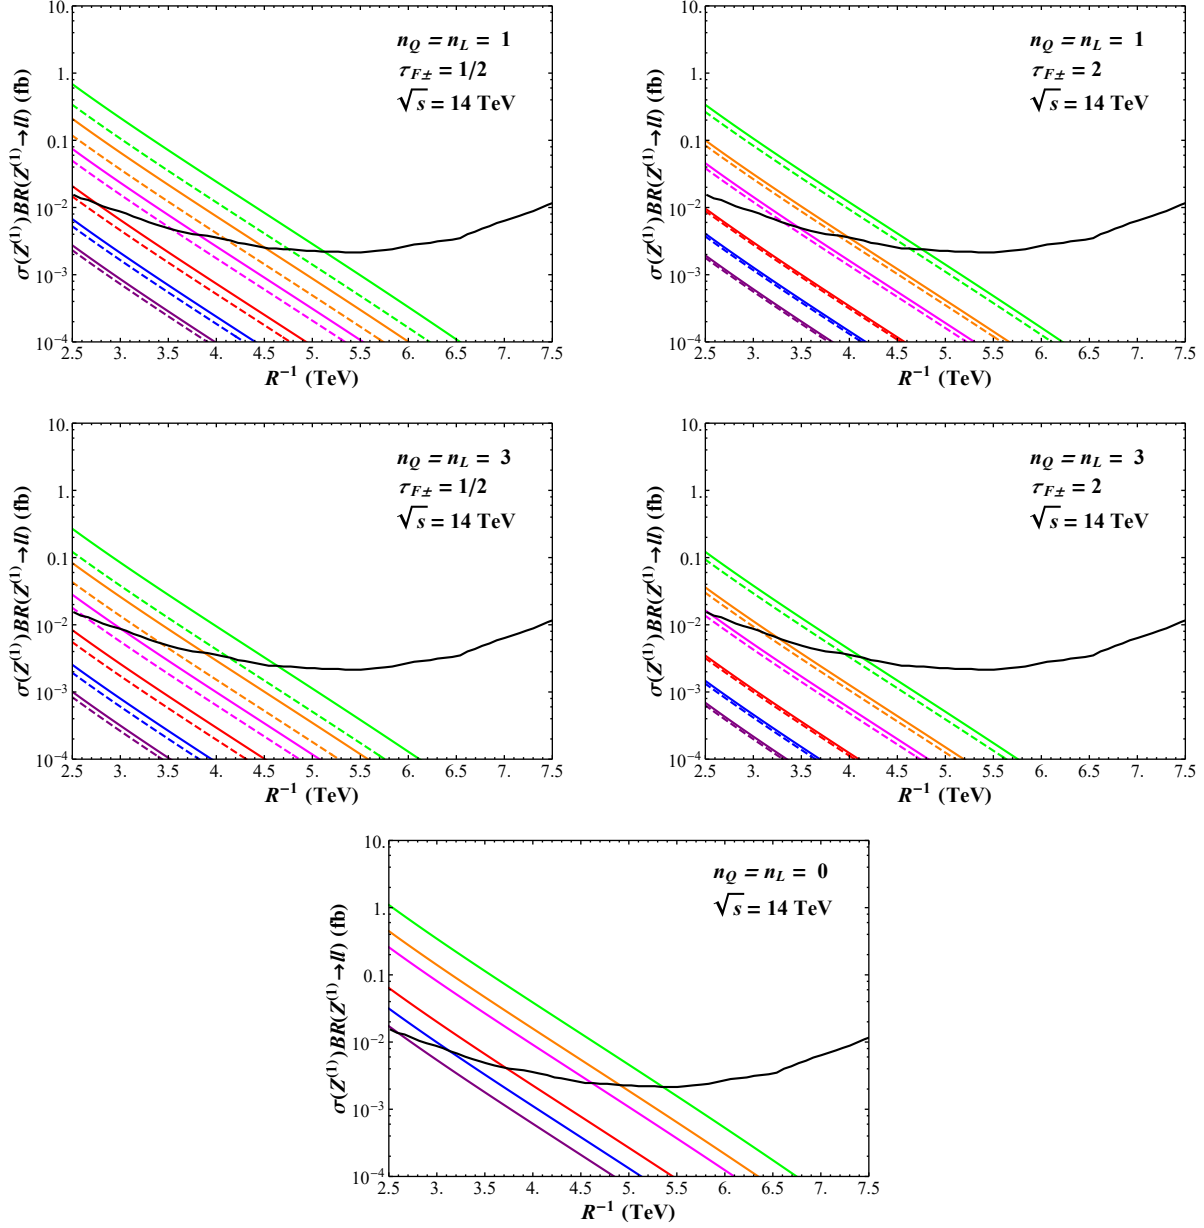 n_Q = n_L = 1
τ_F± = 1/2
√s = 14 TeV
σ(Z^(1))BR(Z^(1)→ll) (fb)
10.
1.
0.1
10^−2
10^−3
10^−4
2.5 3. 3.5 4. 4.5 5. 5.5 6. 6.5 7. 7.5
R^−1 (TeV)
n_Q = n_L = 1
τ_F± = 2
√s = 14 TeV
σ(Z^(1))BR(Z^(1)→ll) (fb)
10.
1.
0.1
10^−2
10^−3
10^−4
2.5 3. 3.5 4. 4.5 5. 5.5 6. 6.5 7. 7.5
R^−1 (TeV)
n_Q = n_L = 3
τ_F± = 1/2
√s = 14 TeV
σ(Z^(1))BR(Z^(1)→ll) (fb)
10.
1.
0.1
10^−2
10^−3
10^−4
2.5 3. 3.5 4. 4.5 5. 5.5 6. 6.5 7. 7.5
R^−1 (TeV)
n_Q = n_L = 3
τ_F± = 2
√s = 14 TeV
σ(Z^(1))BR(Z^(1)→ll) (fb)
10.
1.
0.1
10^−2
10^−3
10^−4
2.5 3. 3.5 4. 4.5 5. 5.5 6. 6.5 7. 7.5
R^−1 (TeV)
n_Q = n_L = 0
√s = 14 TeV
σ(Z^(1))BR(Z^(1)→ll) (fb)
10.
1.
0.1
10^−2
10^−3
10^−4
2.5 3. 3.5 4. 4.5 5. 5.5 6. 6.5 7. 7.5
R^−1 (TeV)